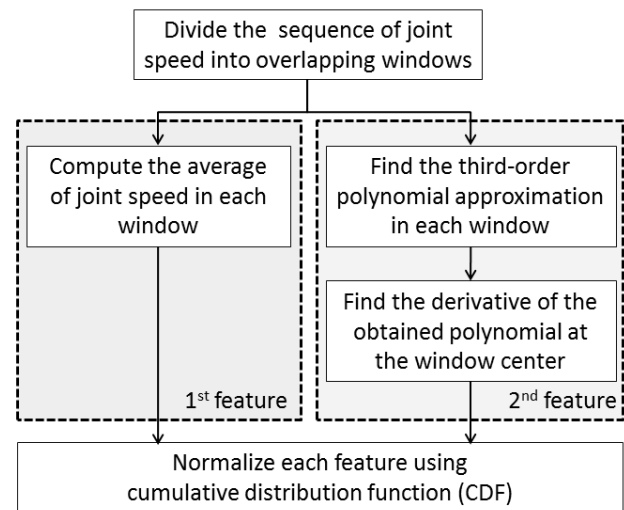 Divide the sequence of joint
speed into overlapping windows
Compute the average
of joint speed in each
window
1st feature
Find the third-order
polynomial approximation
in each window
Find the derivative of the
obtained polynomial at
the window center
2nd feature
Normalize each feature using
cumulative distribution function (CDF)